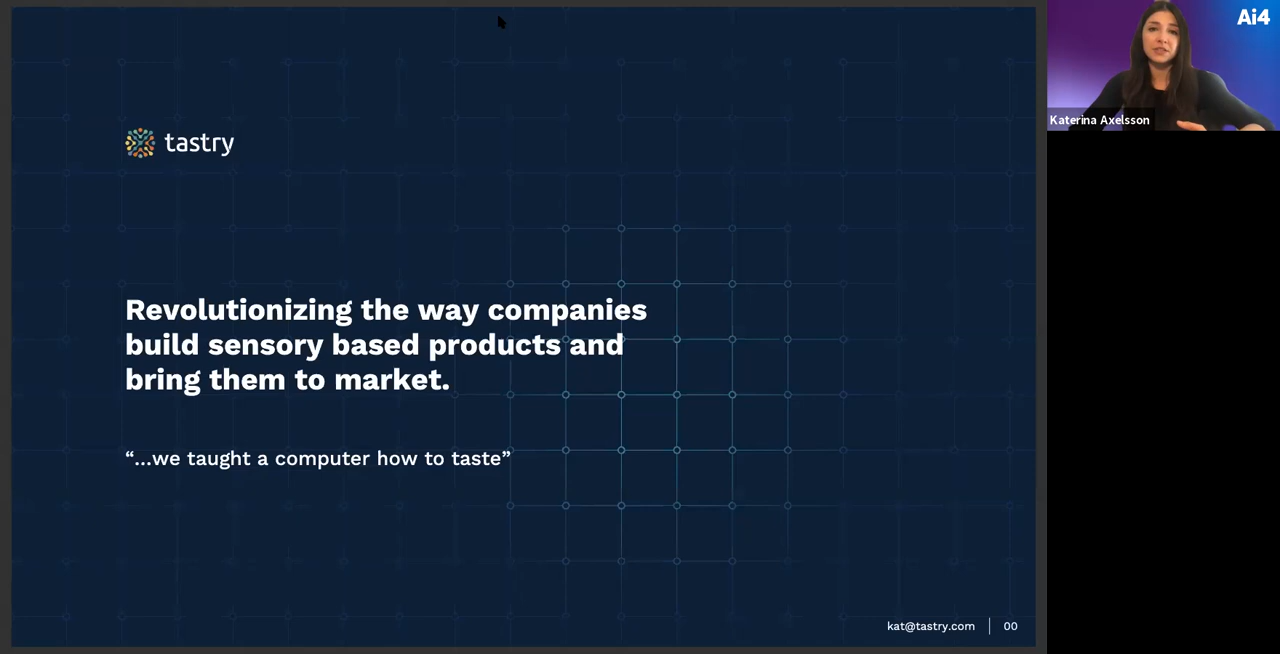 tastry
Revolutionizing the way companies
build sensory based products and
bring them to market.
“...we taught a computer how to taste”
kat@tastry.com
00
Ai4
Katerina Axelsson